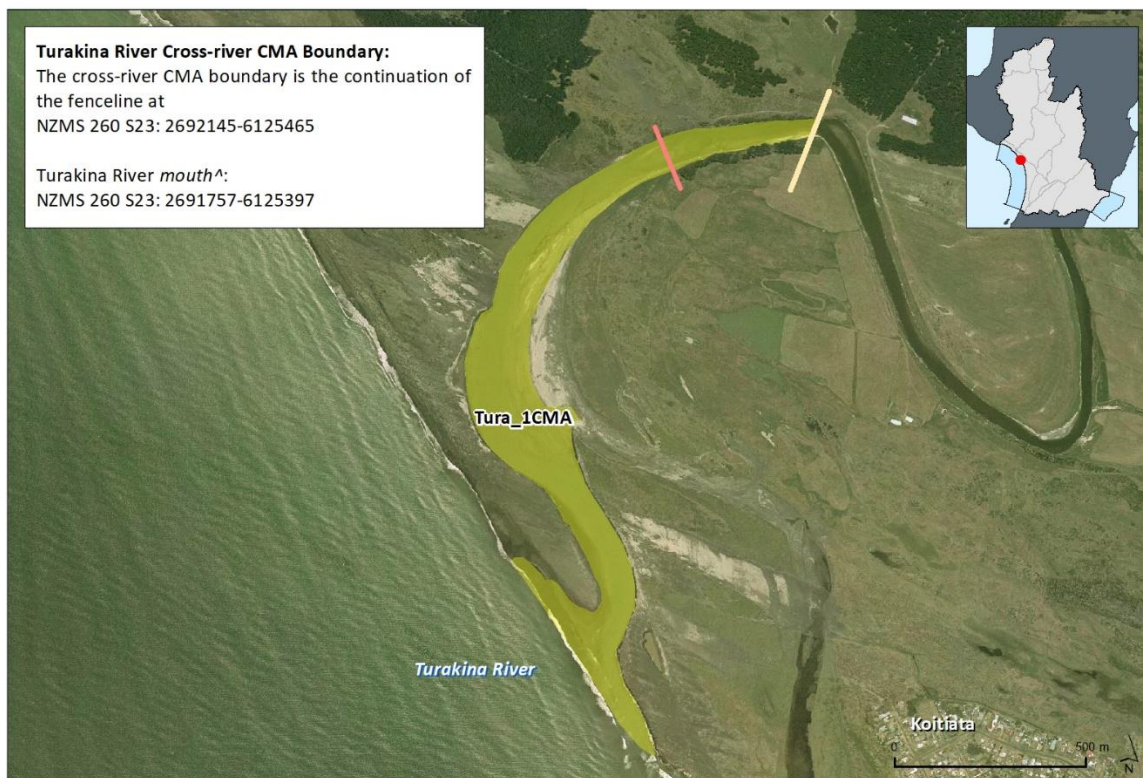 Turakina River Cross-river CMA Boundary:
The cross-river CMA boundary is the continuation of
the fenceline at
NZMS 260 S23: 2692145-6125465
Turakina River mouth^:
NZMS 260 S23: 2691757-6125397
Tura_1CMA
Turakina River
Koitiata
0 500 m
N